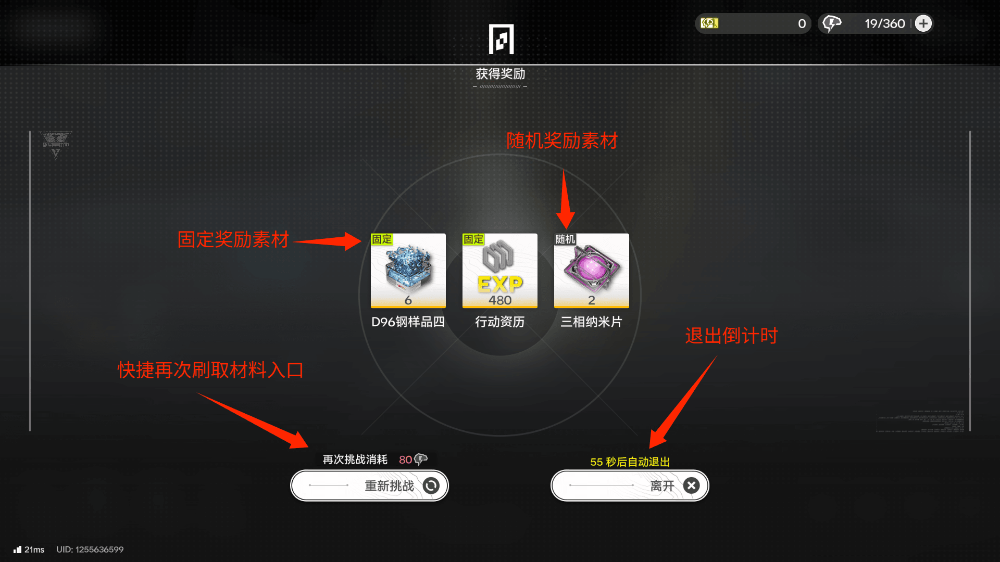 0
19/360
获得奖励
随机奖励素材
固定奖励素材
固定
固定
随机
EXP
6
480
2
D96钢样品四
行动资历
三相纳米片
退出倒计时
快捷再次刷取材料入口
再次挑战消耗 80
55 秒后自动退出
重新挑战
离开
21ms
UID: 1255636599